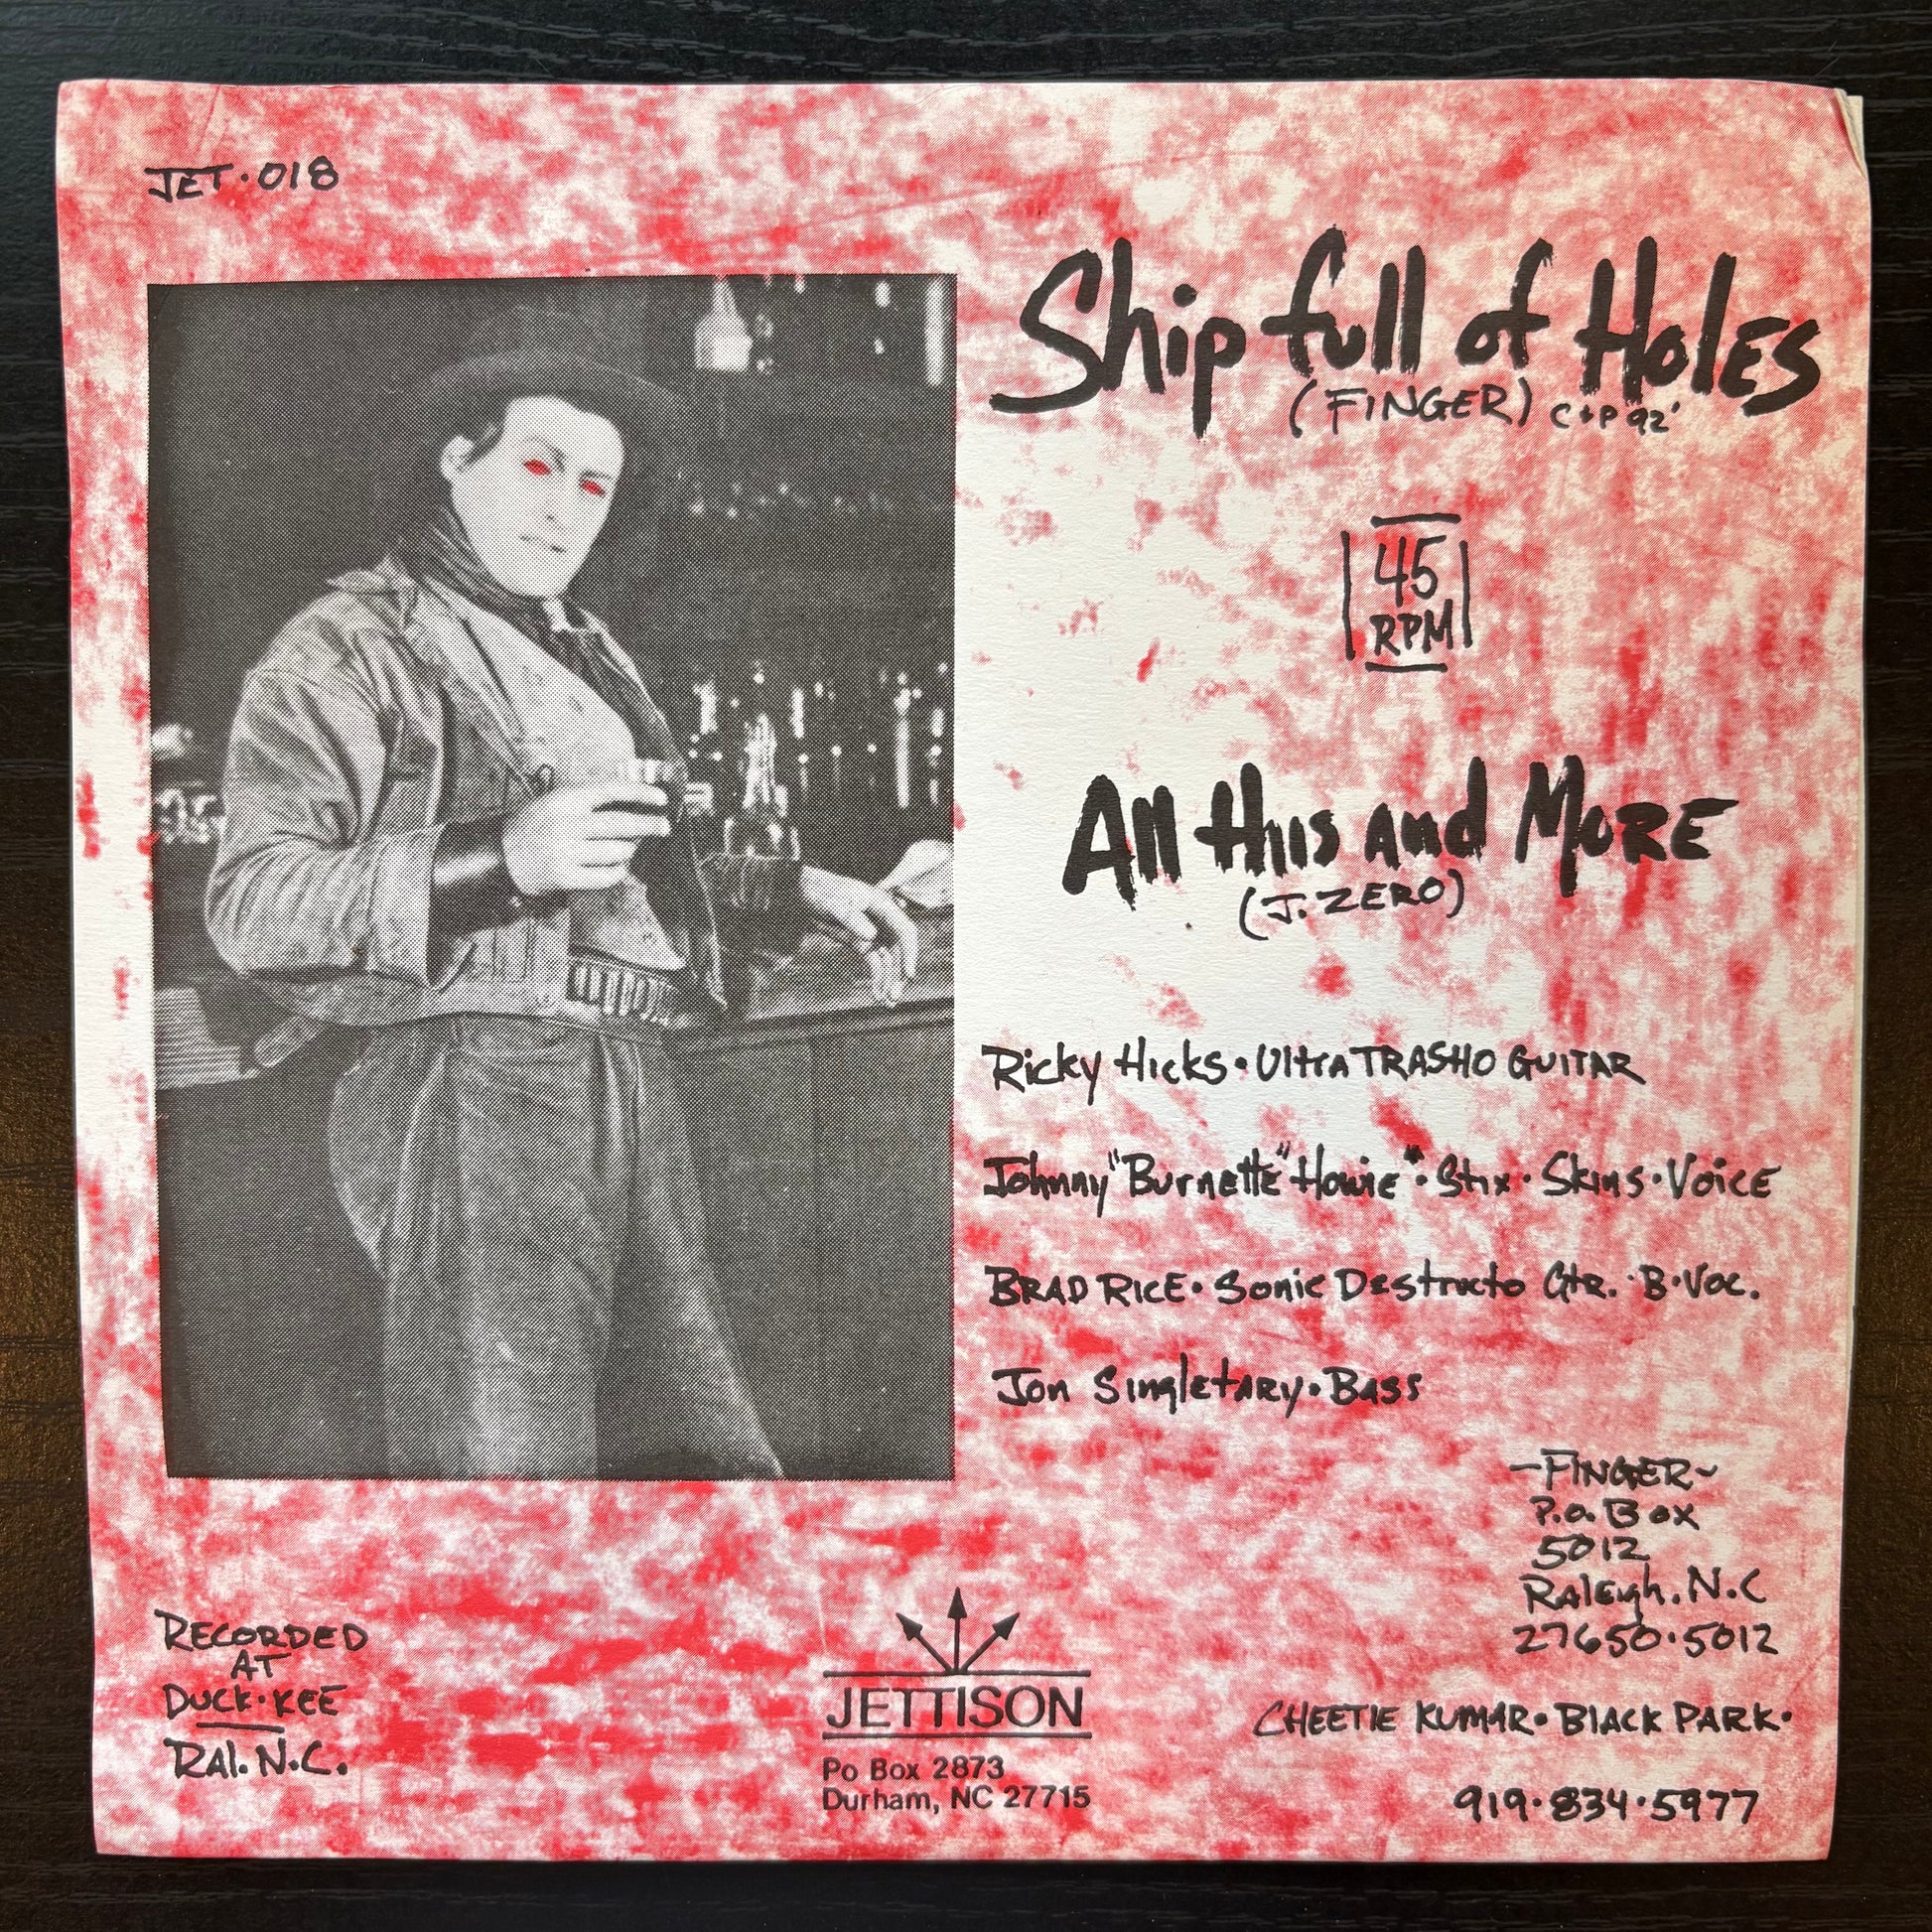 JET·018
Ship full of HolES
(FINGER) C+P 92'
45
RPM
All this and MORE
(J. ZERO)
Ricky Hicks·UltraTRASHO GUITAR
Johnny "Burnette" Howie"·Stix·Skins·VoicE
BRAD RICE·Sonic Destructo Gtr.·B·Voc.
Jon Singletary·Bass
-FINGER~
P.O. Box
5012
Raleigh. N.C
27650·5012
RECORDED
AT
DUCK·KEE
RAl. N.C.
JETTISON
Po Box 2873
Durham, NC 27715
CHEETIE KUMAR·BlACK PARK·
919·834·5977